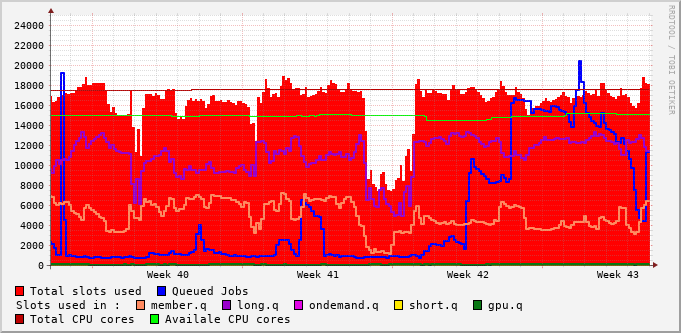 24000
22000
20000
18000
16000
14000
12000
10000
8000
6000
4000
2000
0
Week 40 Week 41 Week 42 Week 43
Total slots used Queued Jobs
Slots used in : member.q long.q ondemand.q short.q gpu.q
Total CPU cores Availale CPU cores
RRDTOOL / TOBI OETIKER